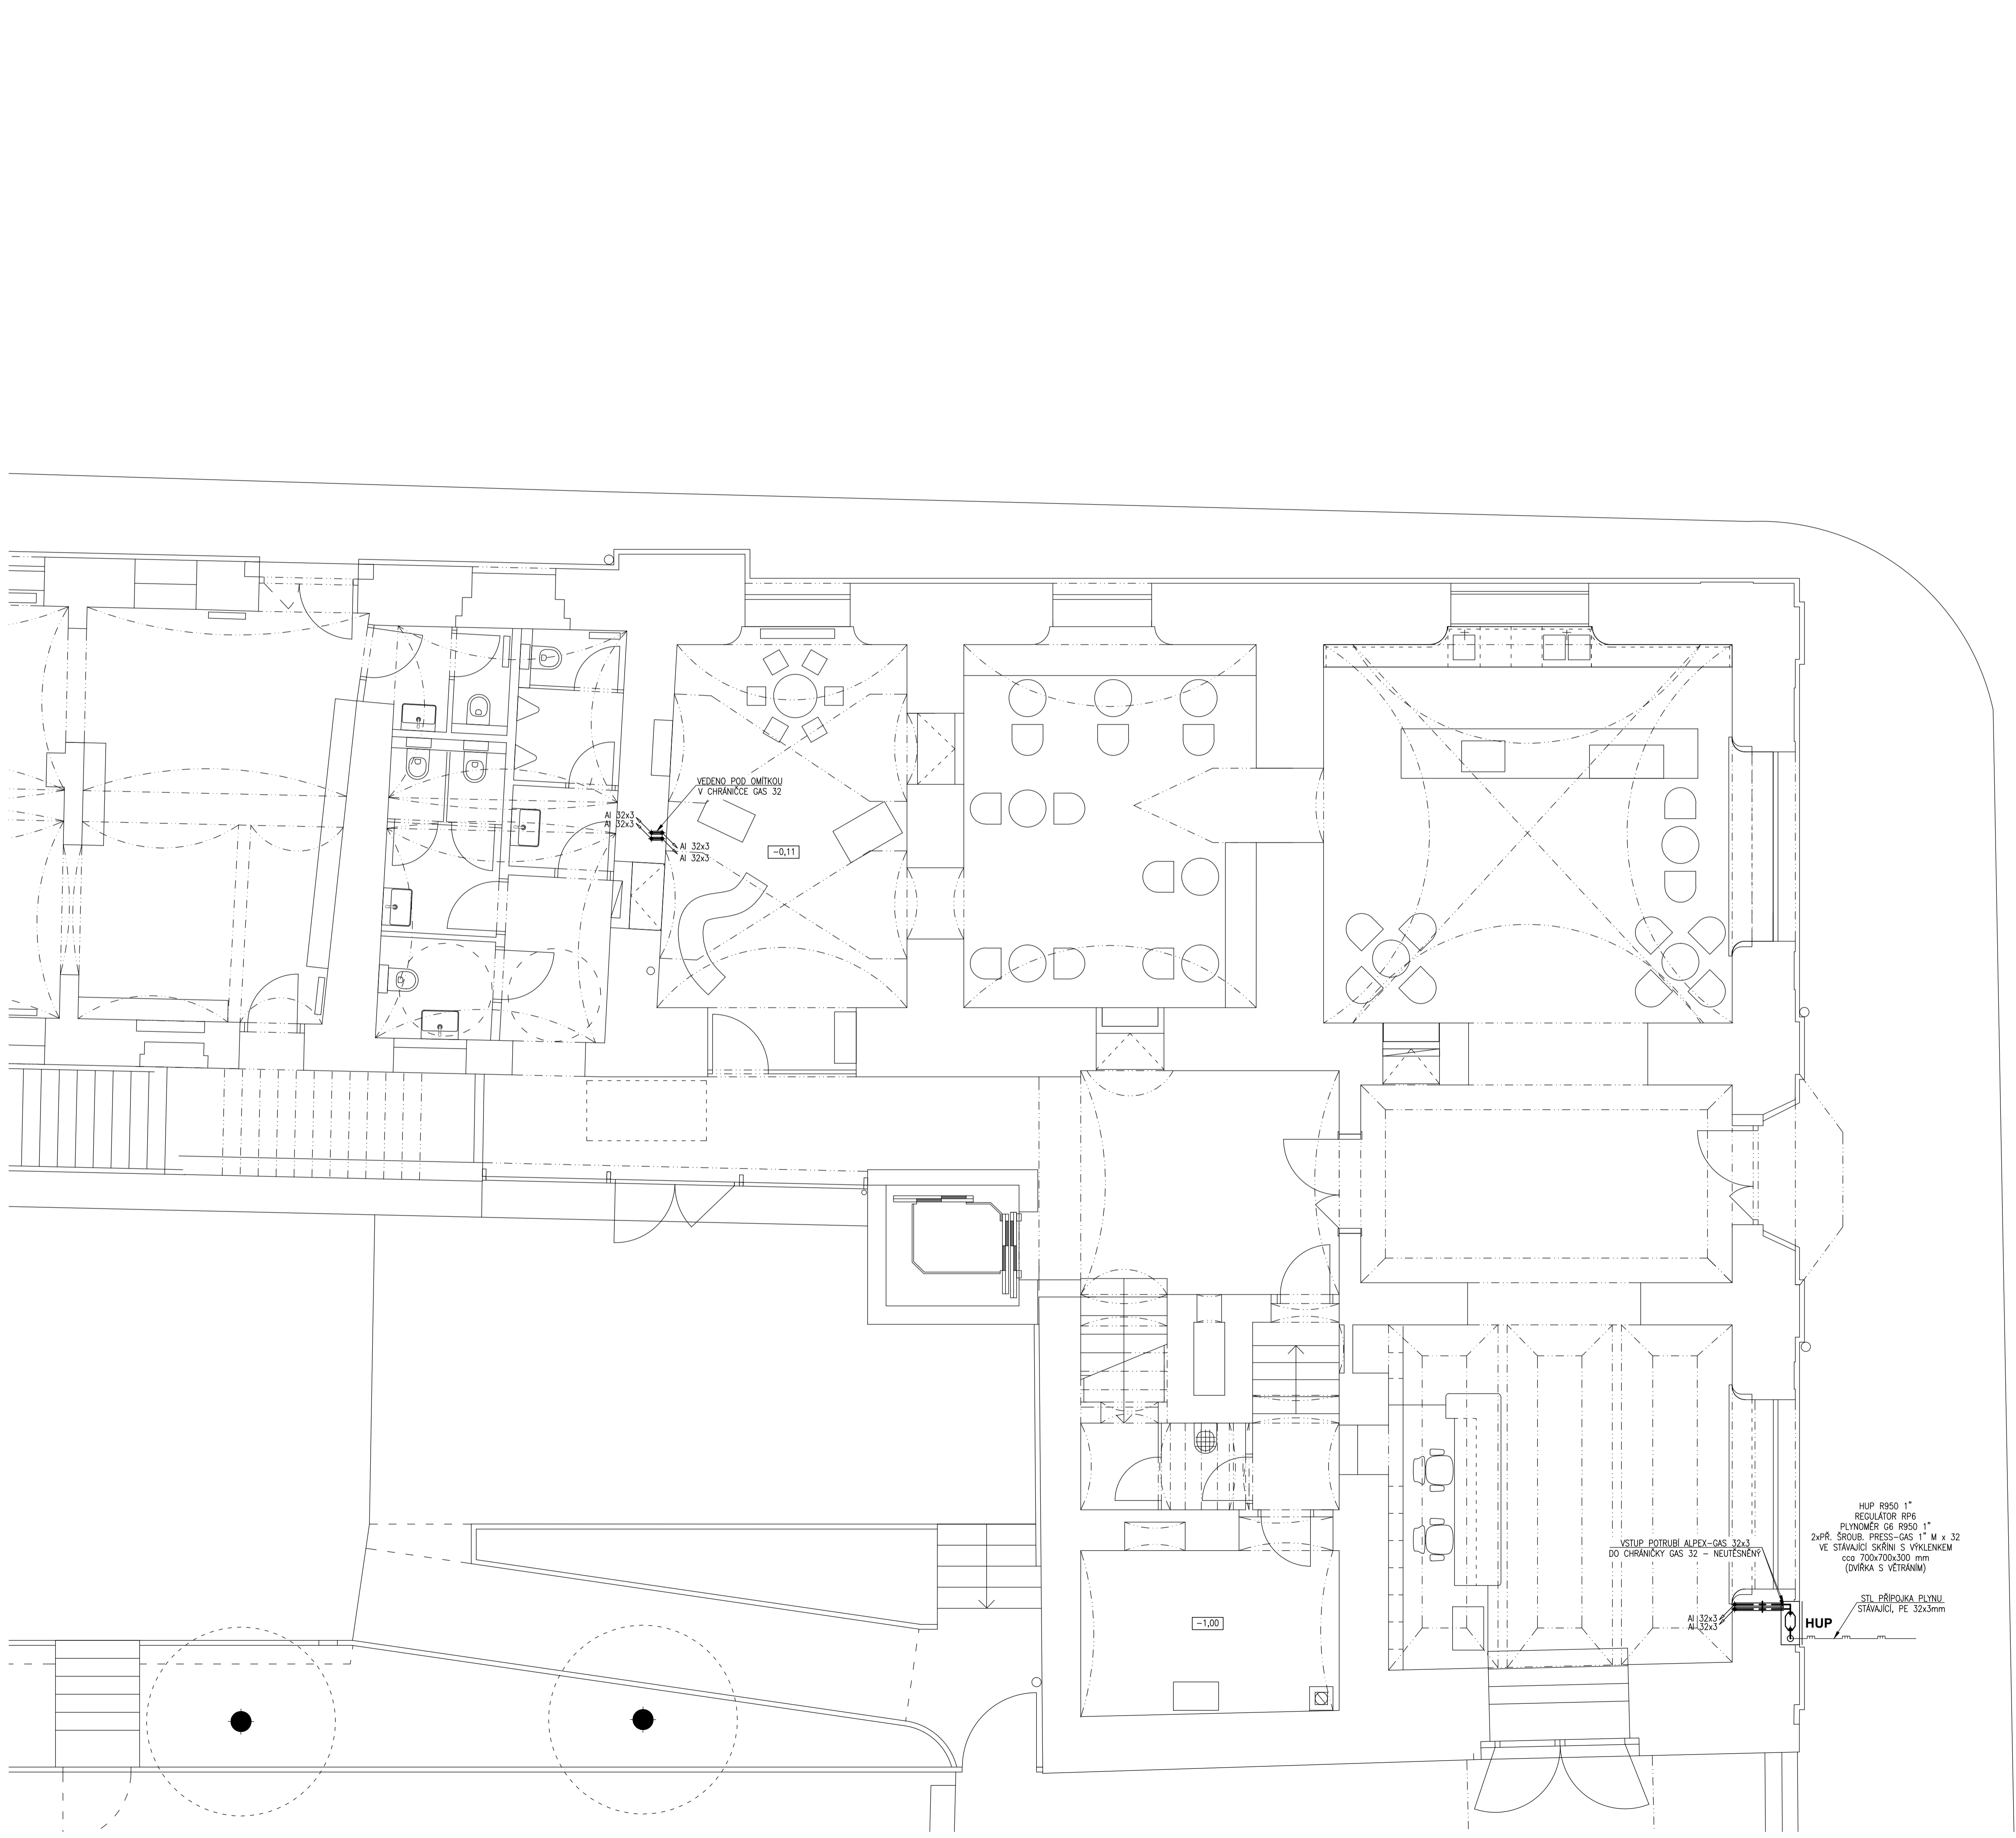 VEDENO POD OMÍTKOU
V CHRÁNIČCE GAS 32
Al 32x3
Al 32x3
Al 32x3
Al 32x3
-0,11
HUP R950 1"
REGULÁTOR RP6
PLYNOMĚR G6 R950 1"
2xPŘ. ŠROUB. PRESS-GAS 1" M x 32
VE STÁVAJÍCÍ SKŘÍNI S VÝKLENKEM
cca 700x700x300 mm
(DVÍŘKA S VĚTRÁNÍM)
VSTUP POTRUBÍ ALPEX-GAS 32x3
DO CHRÁNIČKY GAS 32 - NEUTĚSNĚNÝ
STL PŘÍPOJKA PLYNU
STÁVAJÍCÍ, PE 32x3mm
Al 32x3
Al 32x3
HUP
-1,00